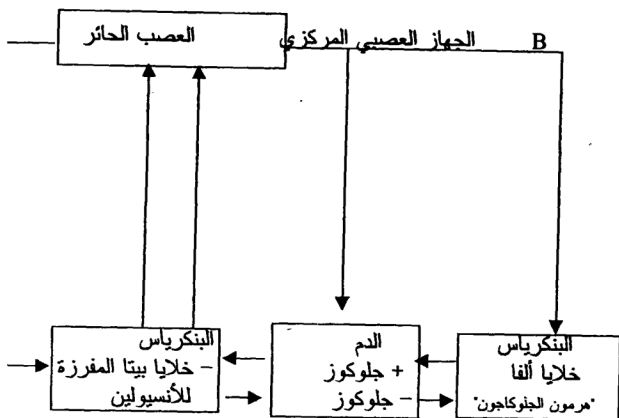 العصب الحائر
الجهاز العصبي المركزي B
البنكرياس
- خلايا بيتا المفرزة
للأنسيولين
الدم
+ جلوكوز
- جلوكوز
البنكرياس
خلايا ألفا
"هرمون الجلوكاجون"